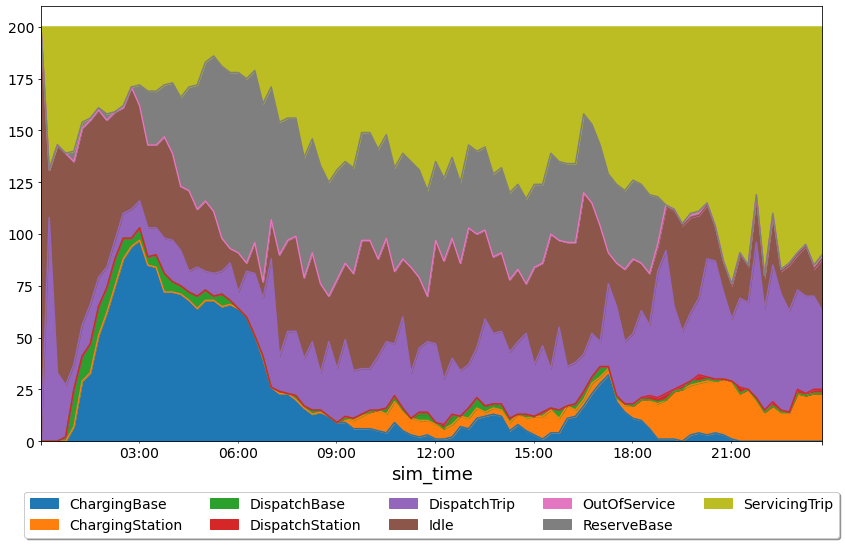 200
175
150
125
100
75
50
25
0
03:00 06:00 09:00 12:00 15:00 18:00 21:00
sim_time
ChargingBase DispatchBase DispatchTrip OutOfService ServicingTrip
ChargingStation DispatchStation Idle ReserveBase